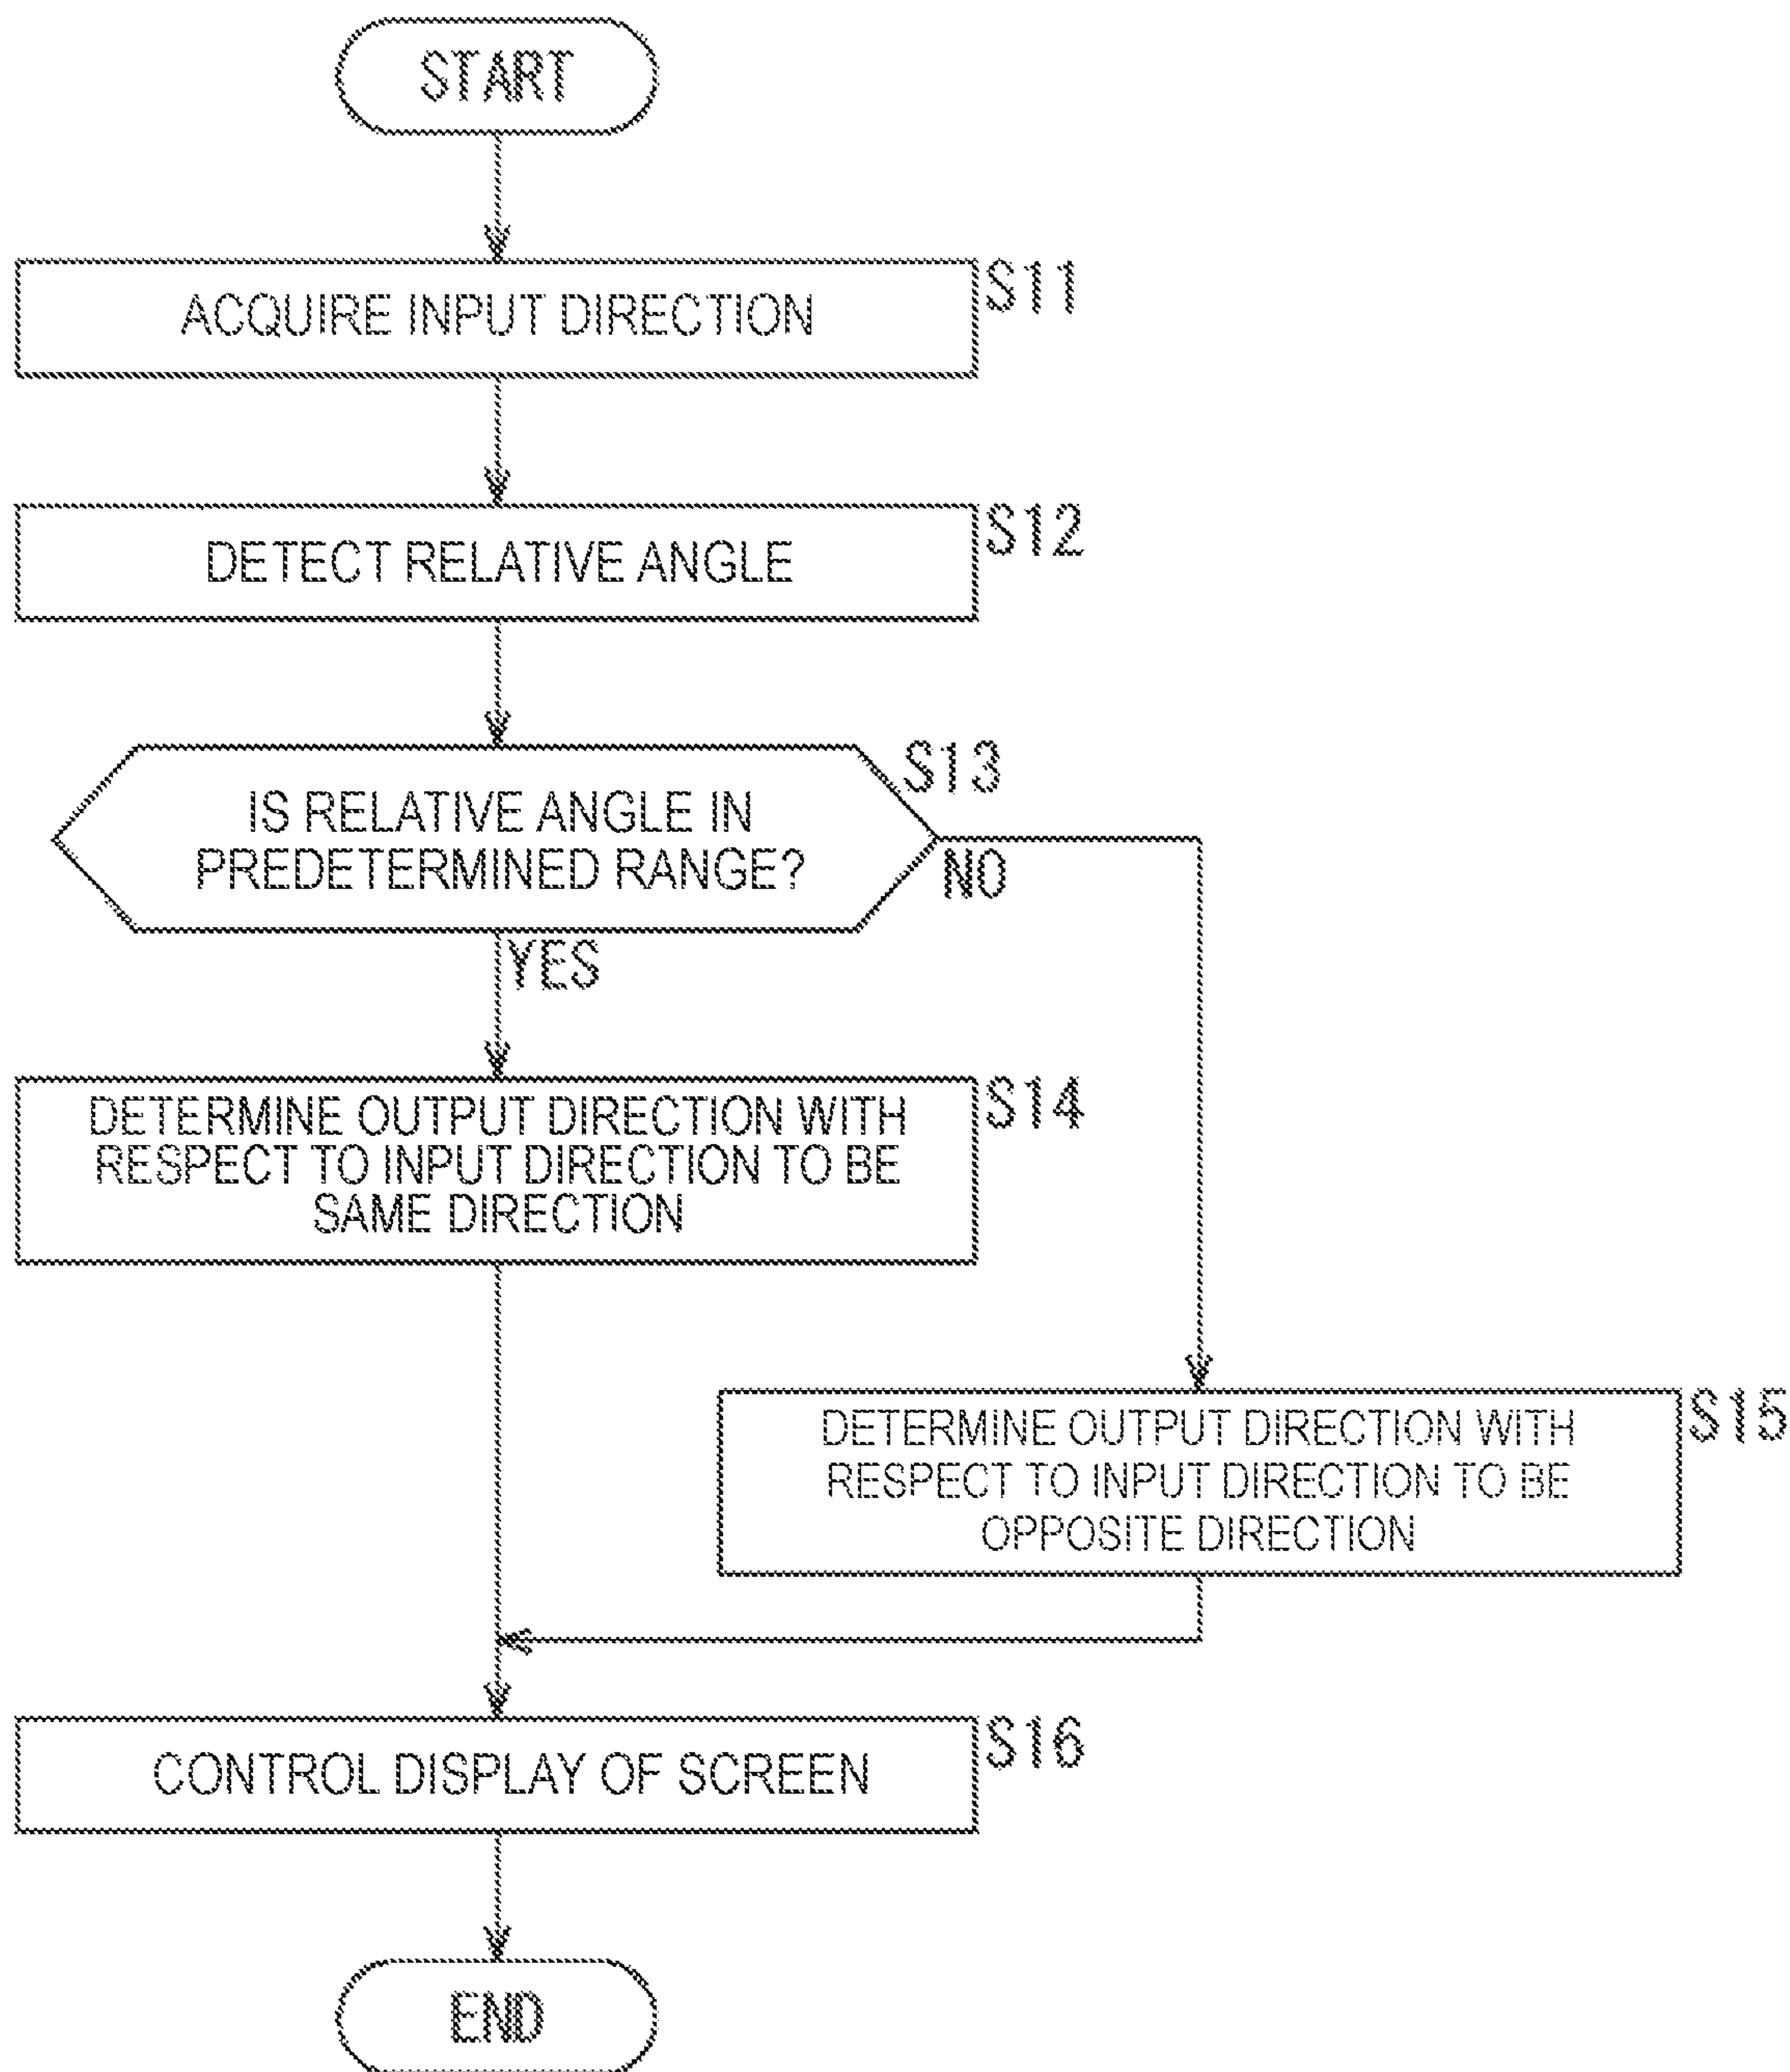 START
ACQUIRE INPUT DIRECTION
S11
DETECT RELATIVE ANGLE
S12
IS RELATIVE ANGLE IN
PREDETERMINED RANGE?
S13
NO
YES
DETERMINE OUTPUT DIRECTION WITH
RESPECT TO INPUT DIRECTION TO BE
SAME DIRECTION
S14
DETERMINE OUTPUT DIRECTION WITH
RESPECT TO INPUT DIRECTION TO BE
OPPOSITE DIRECTION
S15
CONTROL DISPLAY OF SCREEN
S16
END